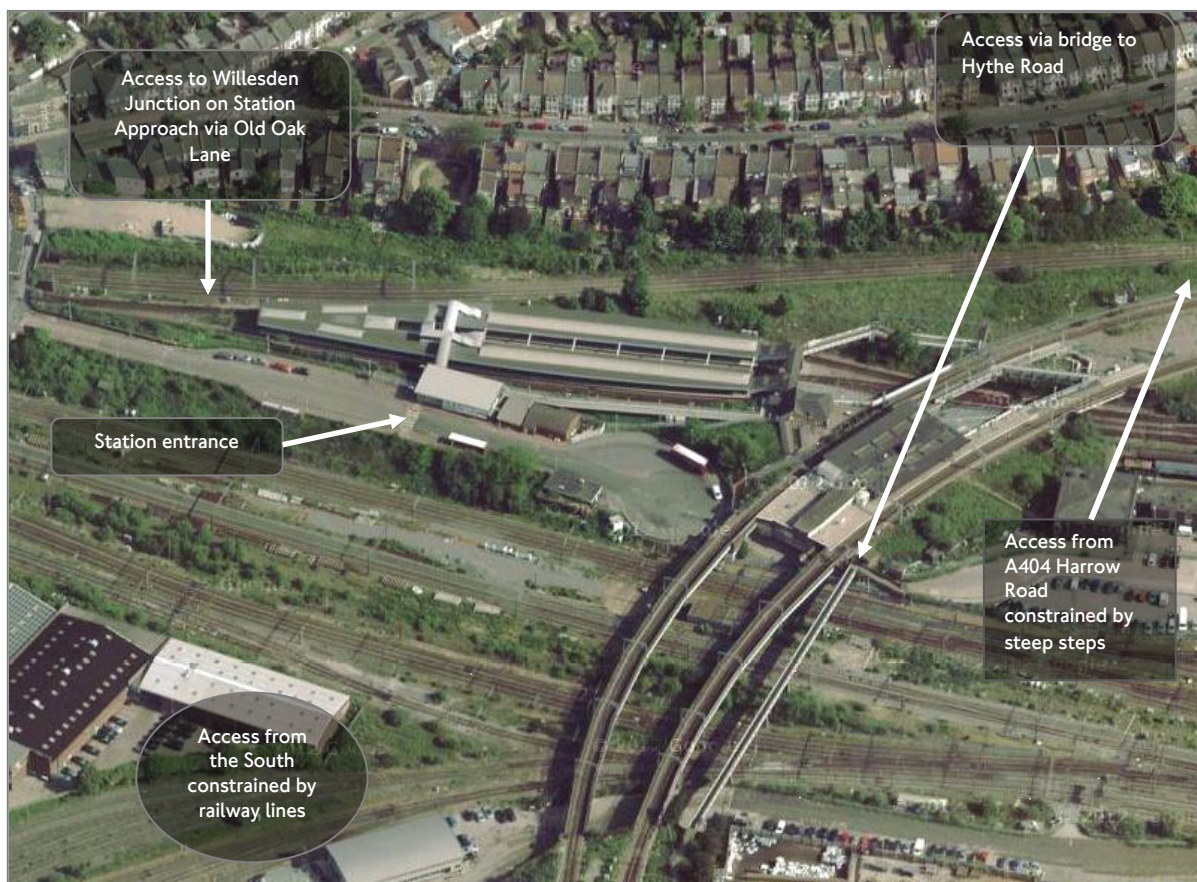 Access to Willesden
Junction on Station
Approach via Old Oak
Lane
Access via bridge to
Hythe Road
Station entrance
Access from
A404 Harrow
Road
constrained by
steep steps
Access from
the South
constrained by
railway lines